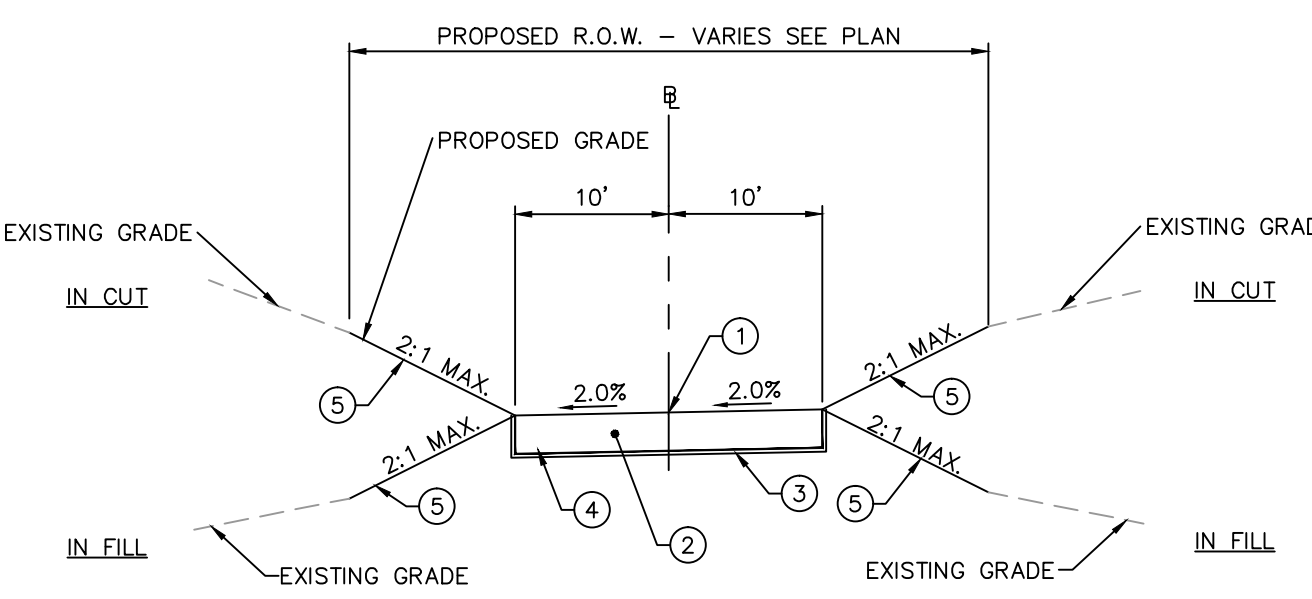 PROPOSED R.O.W. – VARIES SEE PLAN
BL
PROPOSED GRADE
10' 10'
EXISTING GRADE
EXISTING GRAD
IN CUT
IN CUT
1
2:1 MAX.
2:1 MAX.
2.0% 2.0%
5
5
2:1 MAX.
2:1 MAX.
5
4
3
5
2
IN FILL
IN FILL
EXISTING GRADE
EXISTING GRADE